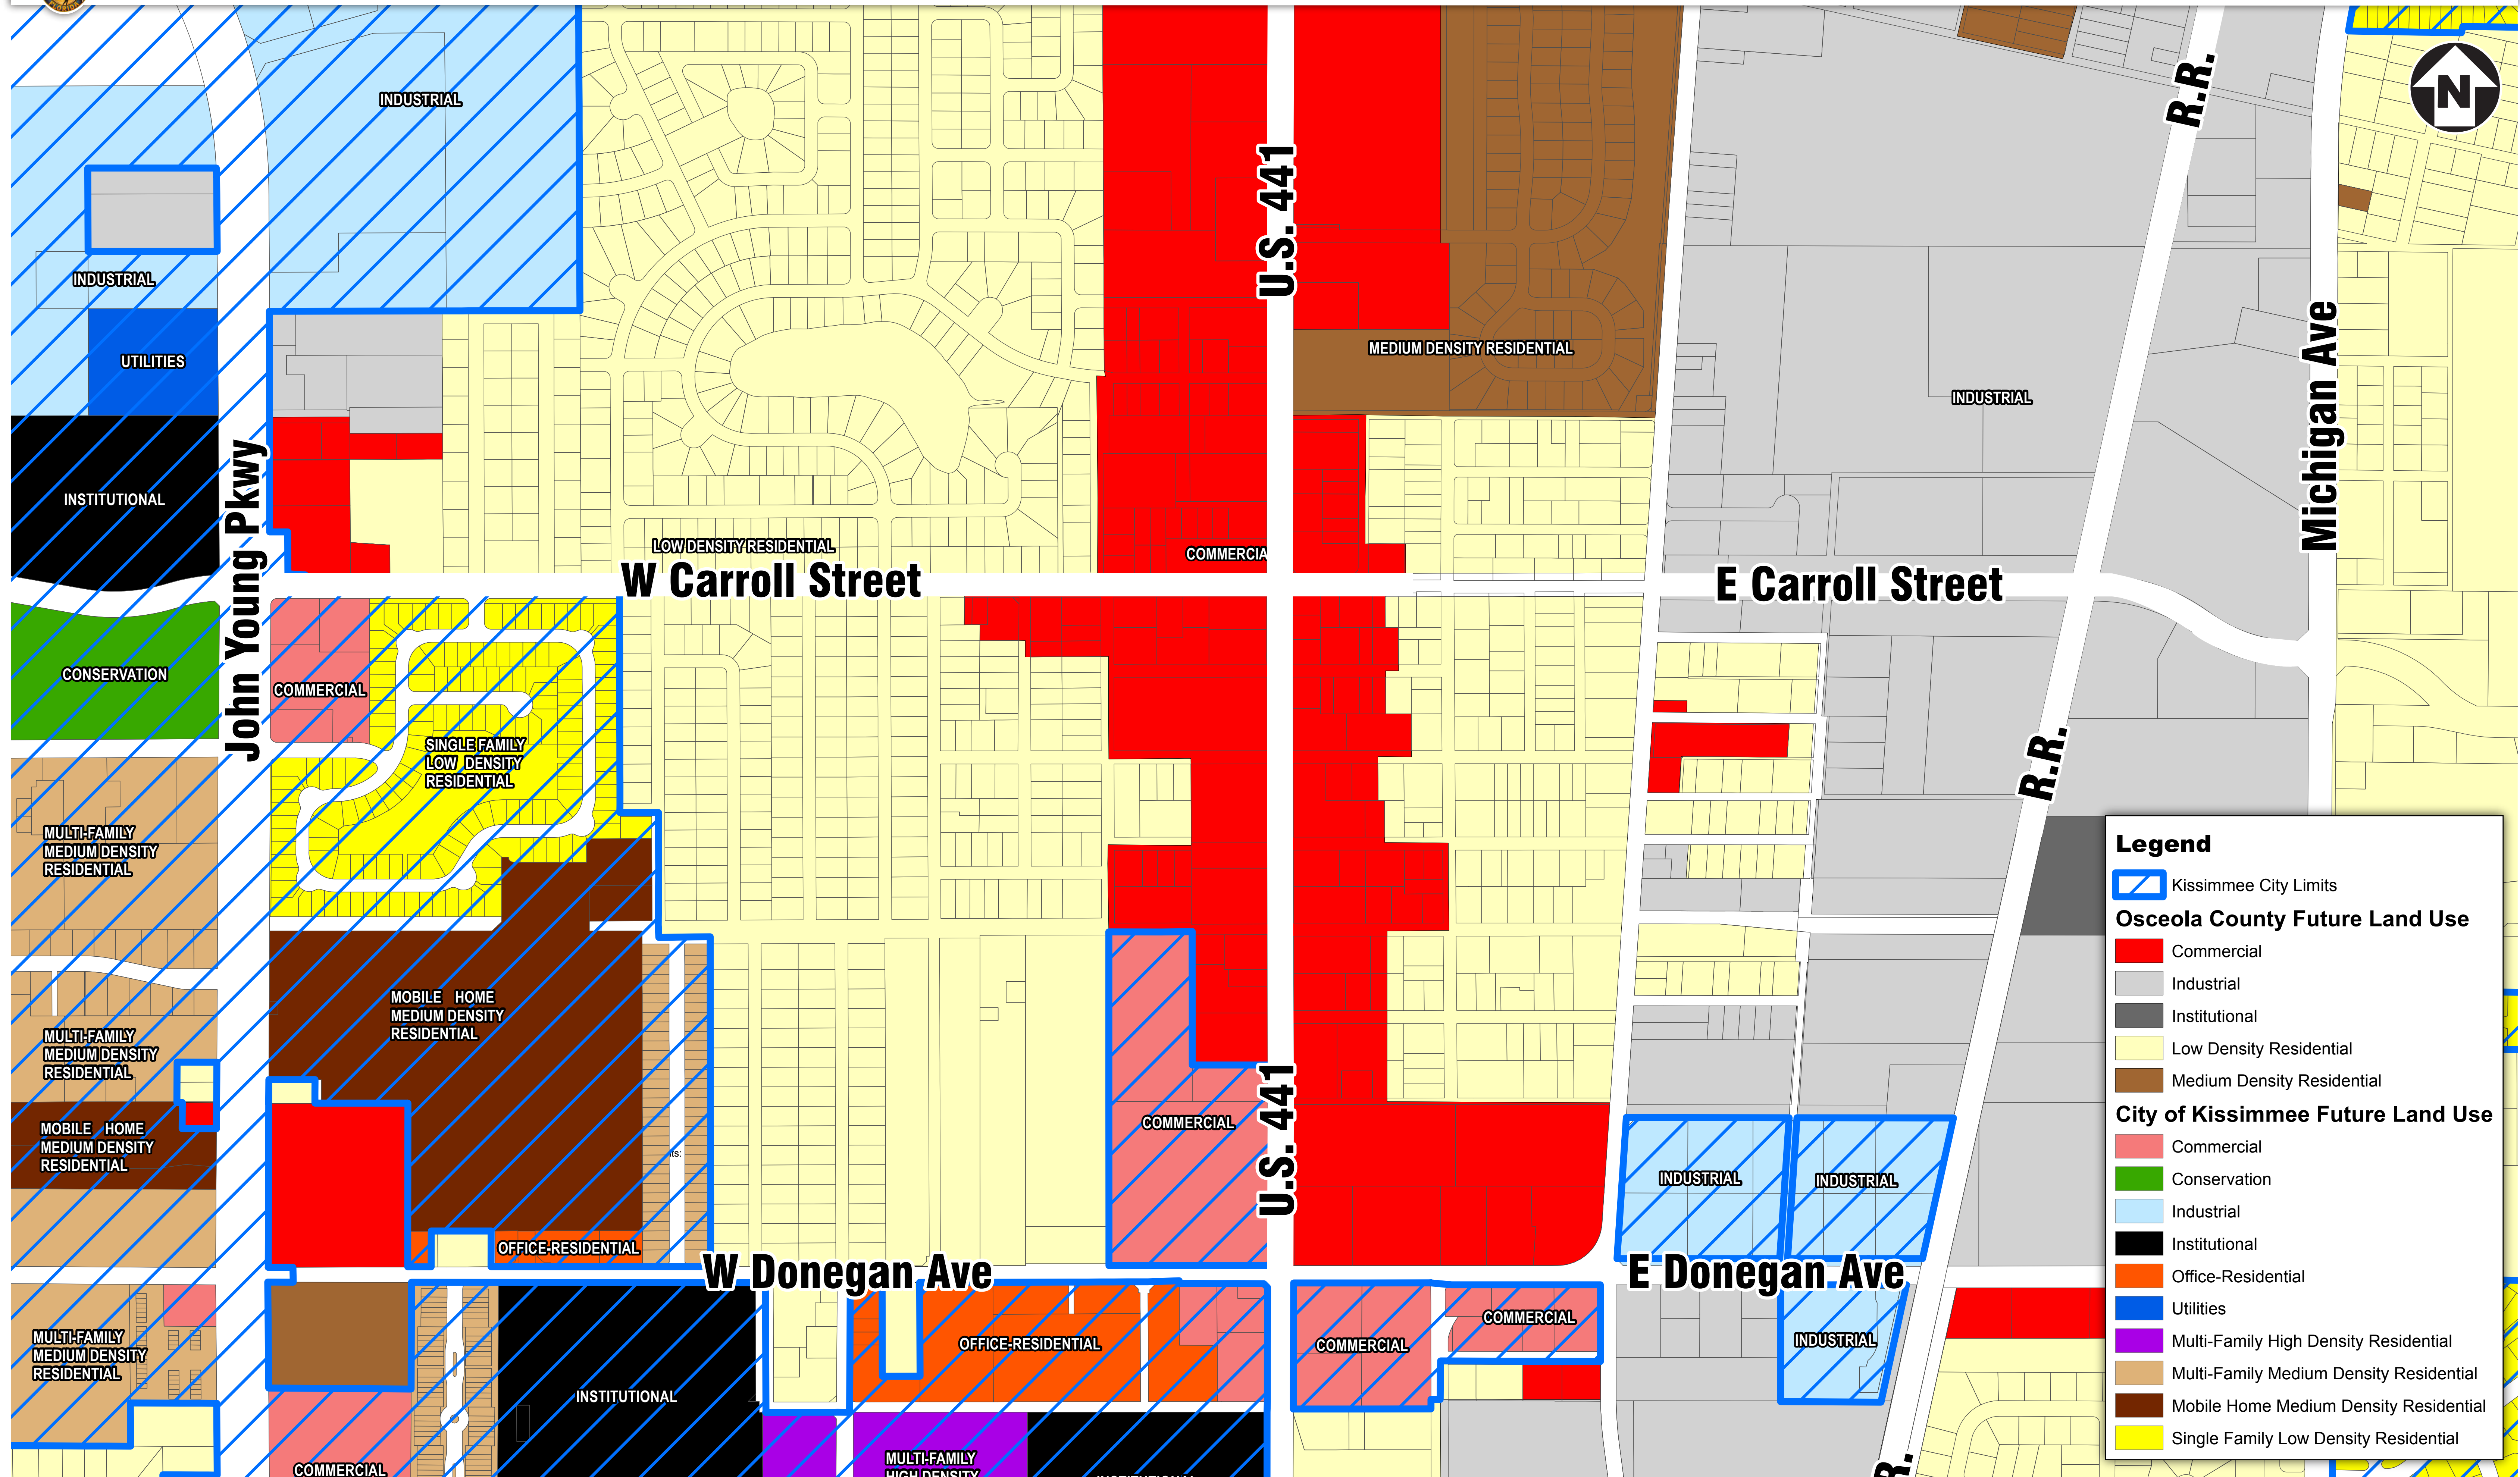 FLORIDA
INDUSTRIAL
N
R.R.
U.S. 441
INDUSTRIAL
UTILITIES
MEDIUM DENSITY RESIDENTIAL
INDUSTRIAL
Michigan Ave
INSTITUTIONAL
John Young Pkwy
LOW DENSITY RESIDENTIAL
COMMERCIA
W Carroll Street
E Carroll Street
CONSERVATION
COMMERCIAL
SINGLE FAMILY
LOW DENSITY
RESIDENTIAL
R.R.
MULTI-FAMILY
MEDIUM DENSITY
RESIDENTIAL
MOBILE HOME
MEDIUM DENSITY
RESIDENTIAL
MULTI-FAMILY
MEDIUM DENSITY
RESIDENTIAL
MOBILE HOME
MEDIUM DENSITY
RESIDENTIAL
ts:
COMMERCIAL
U.S. 441
INDUSTRIAL
INDUSTRIAL
OFFICE-RESIDENTIAL
W Donegan Ave
E Donegan Ave
MULTI-FAMILY
MEDIUM DENSITY
RESIDENTIAL
OFFICE-RESIDENTIAL
COMMERCIAL
COMMERCIAL
INDUSTRIAL
INSTITUTIONAL
COMMERCIAL
MULTI-FAMILY
HIGH DENSITY
INSTITUTIONAL
R.
Legend
Kissimmee City Limits
Osceola County Future Land Use
Commercial
Industrial
Institutional
Low Density Residential
Medium Density Residential
City of Kissimmee Future Land Use
Commercial
Conservation
Industrial
Institutional
Office-Residential
Utilities
Multi-Family High Density Residential
Multi-Family Medium Density Residential
Mobile Home Medium Density Residential
Single Family Low Density Residential